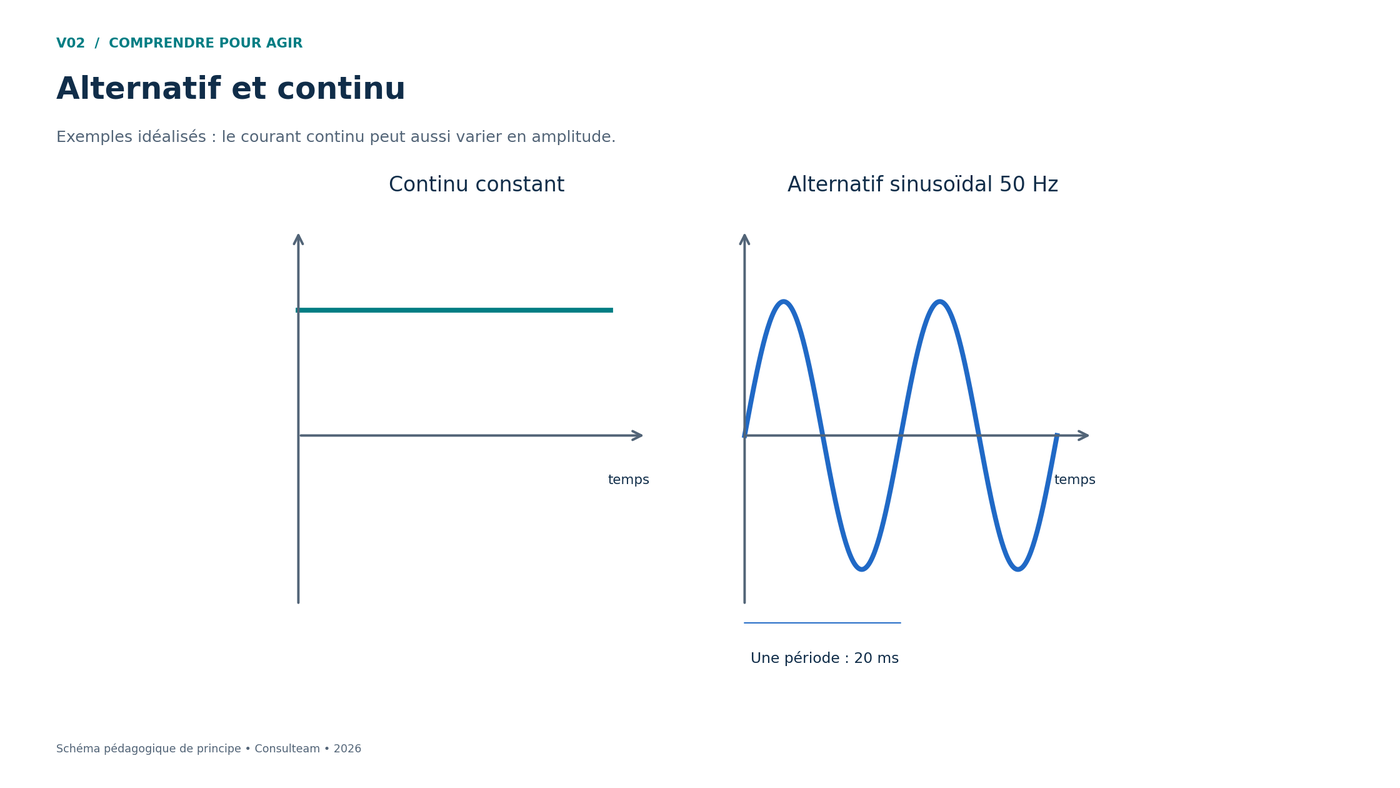 V02 / COMPRENDRE POUR AGIR
Alternatif et continu
Exemples idéalisés : le courant continu peut aussi varier en amplitude.
Continu constant
Alternatif sinusoïdal 50 Hz
temps
temps
Une période : 20 ms
Schéma pédagogique de principe • Consulteam • 2026